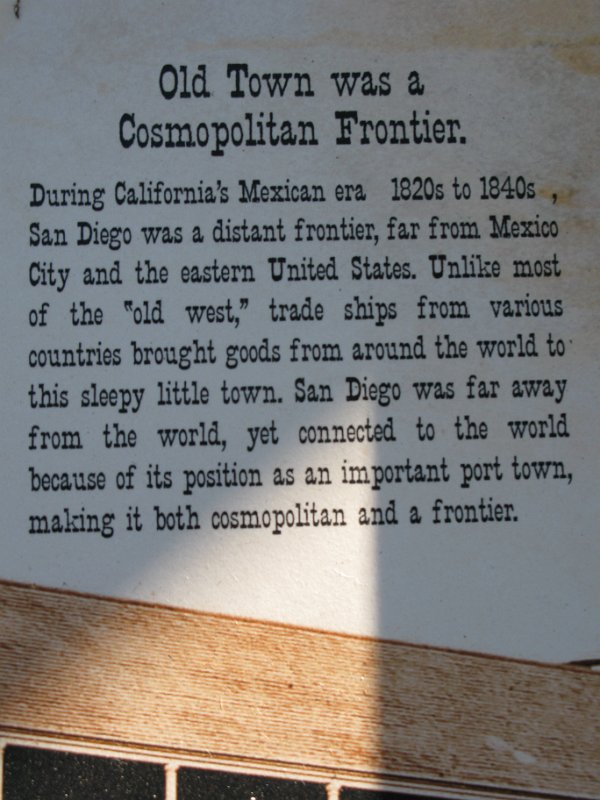 Old Town was a
Cosmopolitan Frontier.
During California's Mexican era 1820s to 1840s ,
San Diego was a distant frontier, far from Mexico
City and the eastern United States. Unlike most
of the "old west," trade ships from various
countries brought goods from around the world to
this sleepy little town. San Diego was far away
from the world, yet connected to the world
because of its position as an important port town,
making it both cosmopolitan and a frontier.